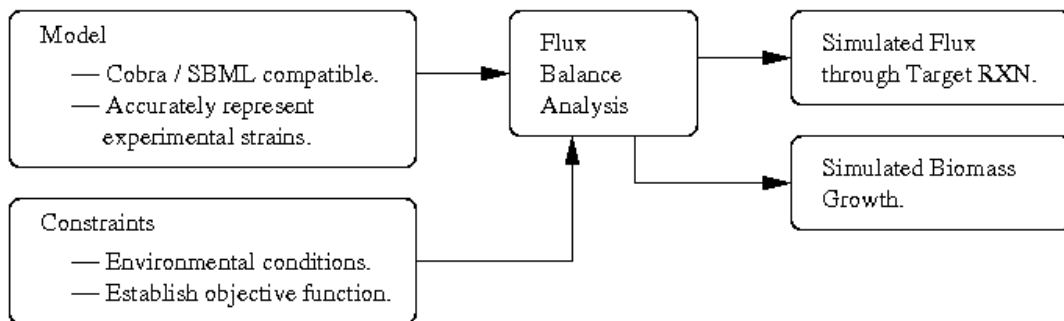 Model
— Cobra / SBML compatible.
— Accurately represent
experimental strains.
Constraints
— Environmental conditions.
— Establish objective function.
Flux
Balance
Analysis
Simulated Flux
through Target RXN.
Simulated Biomass
Growth.